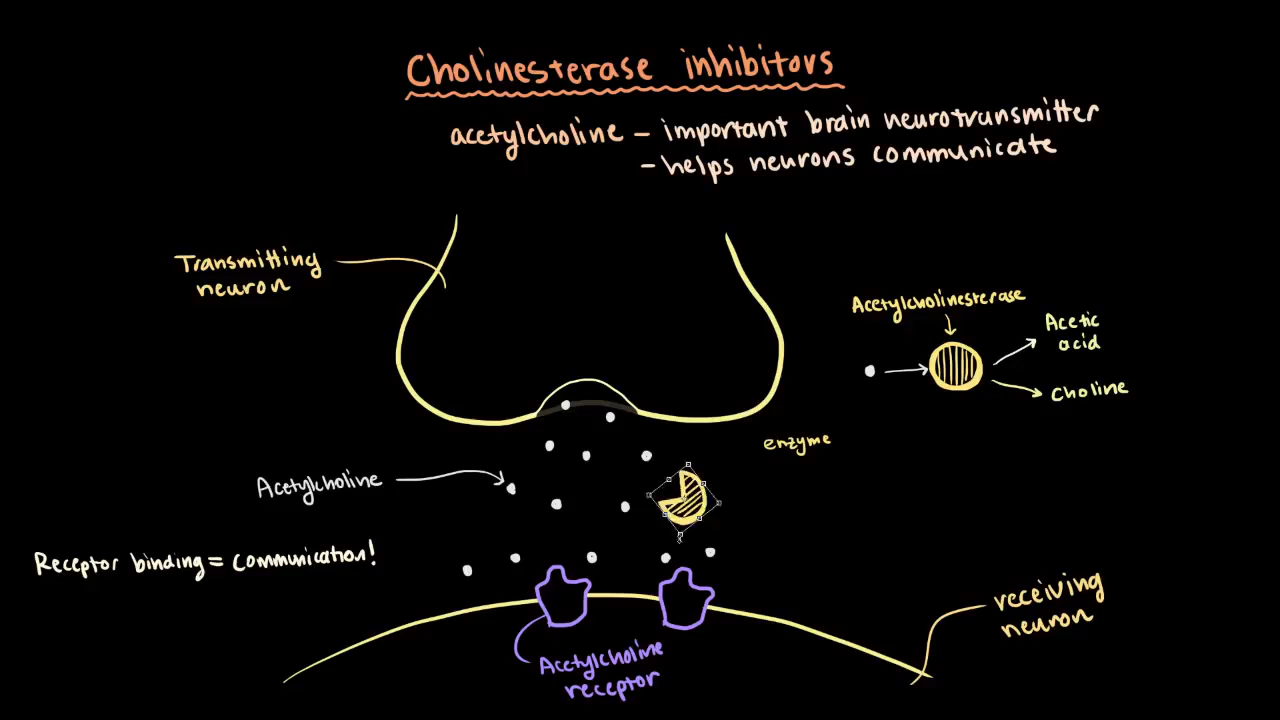 Cholinesterase inhibitors
acetylcholine – important brain neurotransmitter
– helps neurons communicate
Transmitting
neuron
Acetylcholinesterase
Acetic
acid
Choline
enzyme
Acetylcholine
Receptor binding = communication!
receiving
neuron
Acetylcholine
receptor